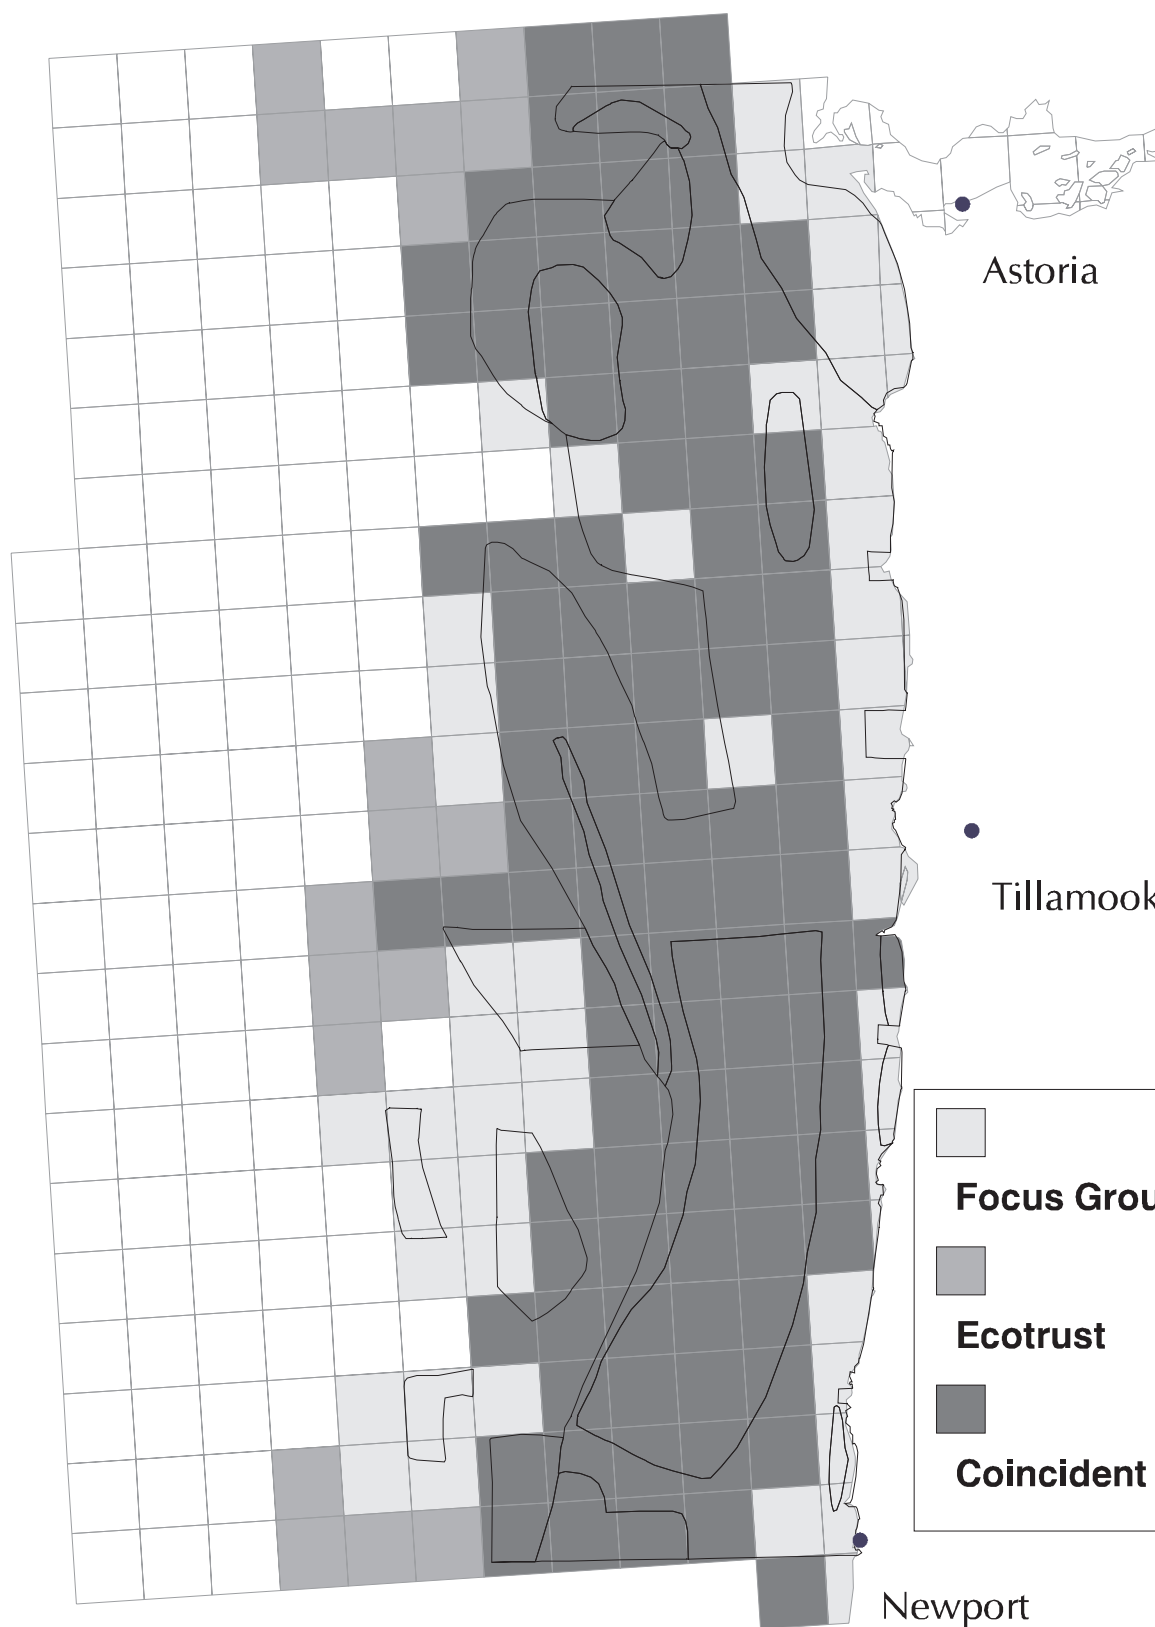 Astoria
Tillamook
Focus Grou
Ecotrust
Coincident
Newport